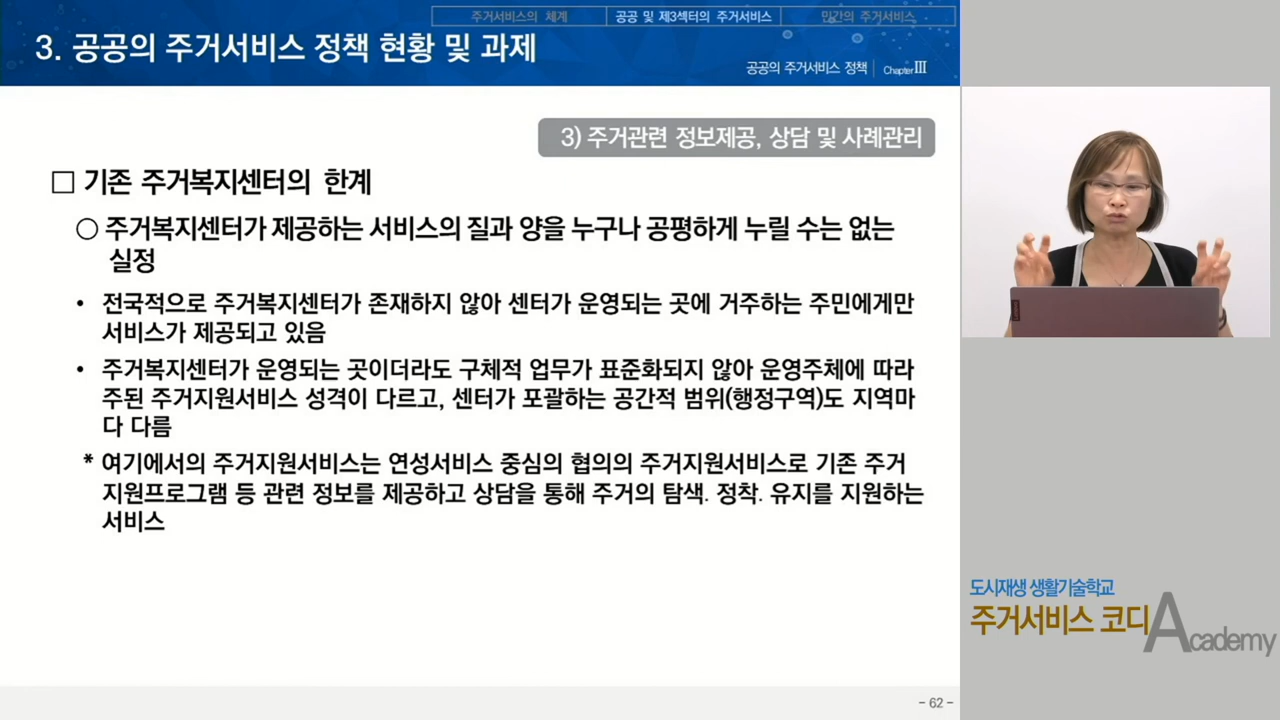 주거서비스의 체계
공공 및 제3섹터의 주거서비스
민간의 주거서비스
3. 공공의 주거서비스 정책 현황 및 과제
공공의 주거서비스 정책 | Chapter Ⅲ
3) 주거관련 정보제공, 상담 및 사례관리
□ 기존 주거복지센터의 한계
○ 주거복지센터가 제공하는 서비스의 질과 양을 누구나 공평하게 누릴 수는 없는
실정
• 전국적으로 주거복지센터가 존재하지 않아 센터가 운영되는 곳에 거주하는 주민에게만
서비스가 제공되고 있음
• 주거복지센터가 운영되는 곳이더라도 구체적 업무가 표준화되지 않아 운영주체에 따라
주된 주거지원서비스 성격이 다르고, 센터가 포괄하는 공간적 범위(행정구역)도 지역마
다 다름
* 여기에서의 주거지원서비스는 연성서비스 중심의 협의의 주거지원서비스로 기존 주거
지원프로그램 등 관련 정보를 제공하고 상담을 통해 주거의 탐색. 정착. 유지를 지원하는
서비스
도시재생 생활기술학교
주거서비스 코디 Academy
- 62 -